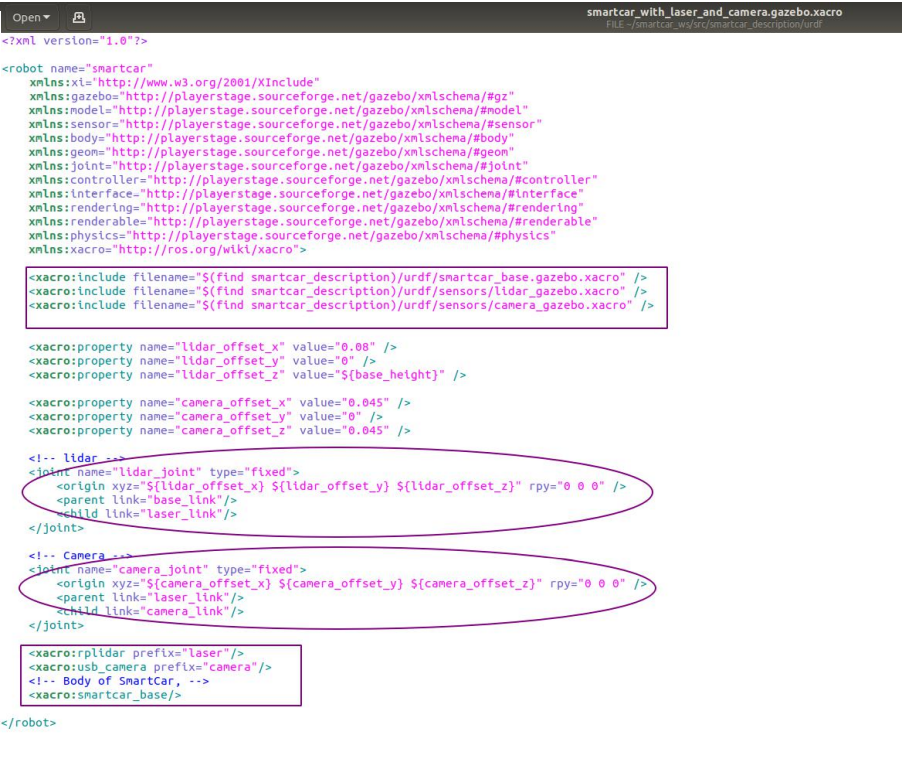 Open
smartcar_with_laser_and_camera.gazebo.xacro
FILE ~/smartcar_ws/src/smartcar_description/urdf
<?xml version="1.0"?>
<robot name="smartcar"
xmlns:xi="http://www.w3.org/2001/XInclude"
xmlns:gazebo="http://playerstage.sourceforge.net/gazebo/xmlschema/#gz"
xmlns:model="http://playerstage.sourceforge.net/gazebo/xmlschema/#model"
xmlns:sensor="http://playerstage.sourceforge.net/gazebo/xmlschema/#sensor"
xmlns:body="http://playerstage.sourceforge.net/gazebo/xmlschema/#body"
xmlns:geom="http://playerstage.sourceforge.net/gazebo/xmlschema/#geom"
xmlns:joint="http://playerstage.sourceforge.net/gazebo/xmlschema/#joint"
xmlns:controller="http://playerstage.sourceforge.net/gazebo/xmlschema/#controller"
xmlns:interface="http://playerstage.sourceforge.net/gazebo/xmlschema/#interface"
xmlns:rendering="http://playerstage.sourceforge.net/gazebo/xmlschema/#rendering"
xmlns:renderable="http://playerstage.sourceforge.net/gazebo/xmlschema/#renderable"
xmlns:physics="http://playerstage.sourceforge.net/gazebo/xmlschema/#physics"
xmlns:xacro="http://ros.org/wiki/xacro">
<xacro:include filename="$(find smartcar_description)/urdf/smartcar_base.gazebo.xacro" />
<xacro:include filename="$(find smartcar_description)/urdf/sensors/lidar_gazebo.xacro" />
<xacro:include filename="$(find smartcar_description)/urdf/sensors/camera_gazebo.xacro" />
<xacro:property name="lidar_offset_x" value="0.08" />
<xacro:property name="lidar_offset_y" value="0" />
<xacro:property name="lidar_offset_z" value="${base_height}" />
<xacro:property name="camera_offset_x" value="0.045" />
<xacro:property name="camera_offset_y" value="0" />
<xacro:property name="camera_offset_z" value="0.045" />
<!-- lidar -->
<joint name="lidar_joint" type="fixed">
<origin xyz="${lidar_offset_x} ${lidar_offset_y} ${lidar_offset_z}" rpy="0 0 0" />
<parent link="base_link"/>
<child link="laser_link"/>
</joint>
<!-- Camera -->
<joint name="camera_joint" type="fixed">
<origin xyz="${camera_offset_x} ${camera_offset_y} ${camera_offset_z}" rpy="0 0 0" />
<parent link="laser_link"/>
<child link="camera_link"/>
</joint>
<xacro:rplidar prefix="laser"/>
<xacro:usb_camera prefix="camera"/>
<!-- Body of SmartCar, -->
<xacro:smartcar_base/>
</robot>